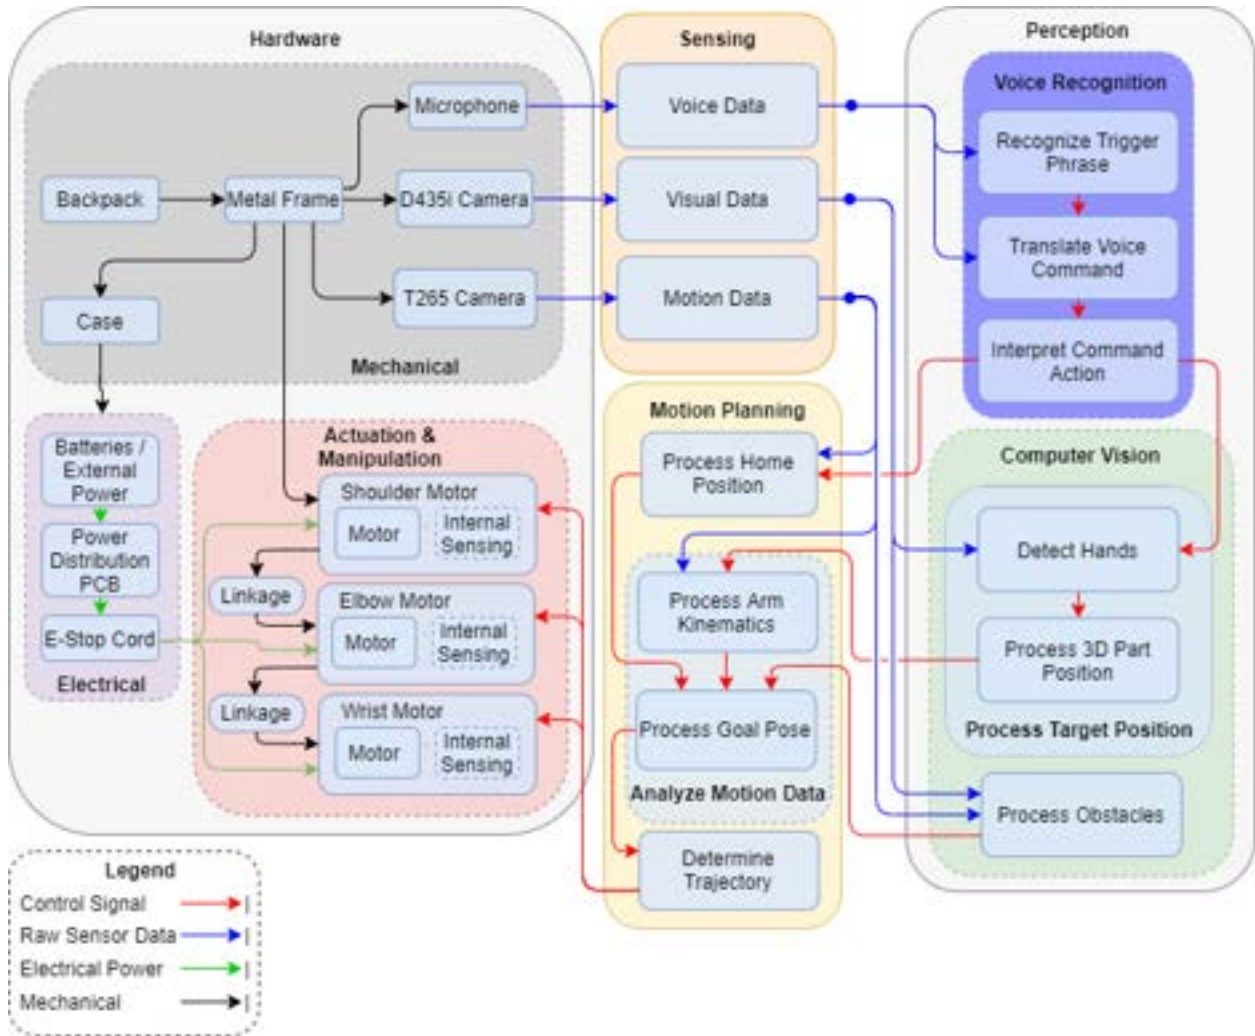 Hardware
Microphone
Backpack
Metal Frame
D435i Camera
T265 Camera
Case
Mechanical
Batteries /
External
Power
Power
Distribution
PCB
E-Stop Cord
Electrical
Actuation &
Manipulation
Shoulder Motor
Motor
Internal
Sensing
Linkage
Elbow Motor
Motor
Internal
Sensing
Linkage
Wrist Motor
Motor
Internal
Sensing
Sensing
Voice Data
Visual Data
Motion Data
Motion Planning
Process Home
Position
Process Arm
Kinematics
Process Goal Pose
Analyze Motion Data
Determine
Trajectory
Perception
Voice Recognition
Recognize Trigger
Phrase
Translate Voice
Command
Interpret Command
Action
Computer Vision
Detect Hands
Process 3D Part
Position
Process Target Position
Process Obstacles
Legend
Control Signal
Raw Sensor Data
Electrical Power
Mechanical